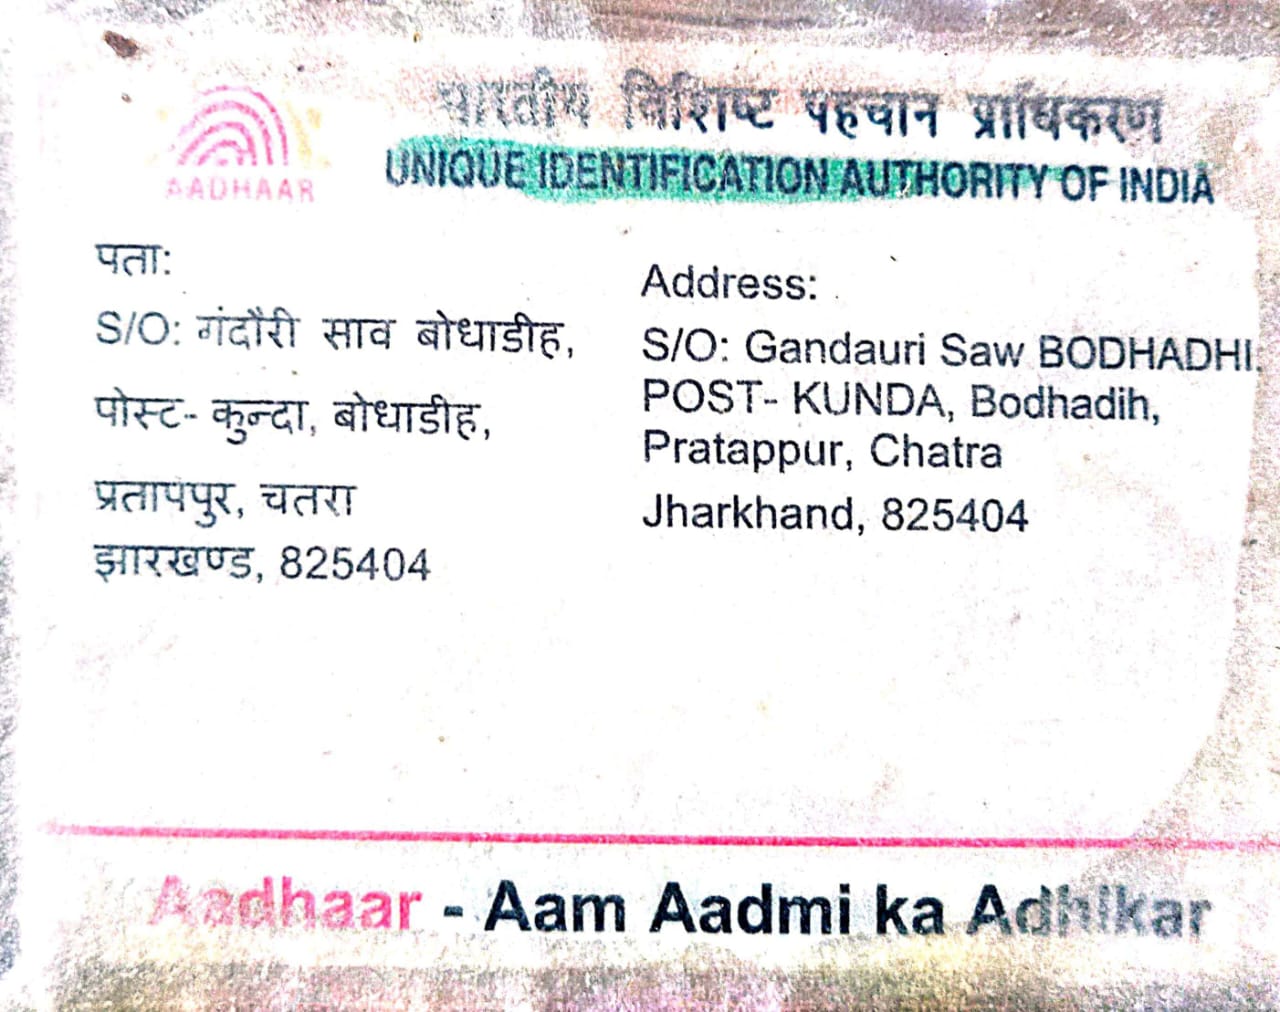 AADHAAR
भारतीय विशिष्ट पहचान प्राधिकरण
UNIQUE IDENTIFICATION AUTHORITY OF INDIA
पता:
S/O: गंदौरी साव बोधाडीह,
पोस्ट- कुन्दा, बोधाडीह,
प्रतापपुर, चतरा
झारखण्ड, 825404
Address:
S/O: Gandauri Saw BODHADHI.
POST- KUNDA, Bodhadih,
Pratappur, Chatra
Jharkhand, 825404
Aadhaar - Aam Aadmi ka Adhikar